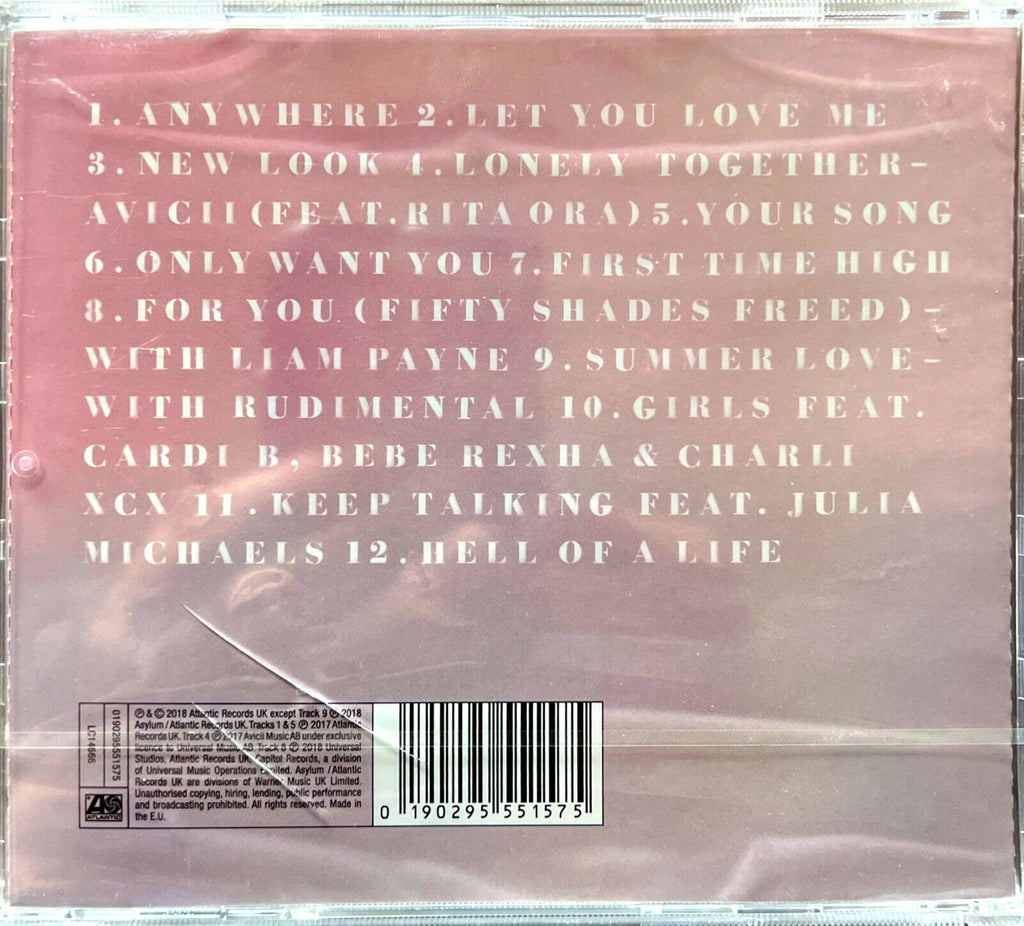 1. ANYWHERE 2. LET YOU LOVE ME
3. NEW LOOK 4. LONELY TOGETHER–
AVICII (FEAT. RITA ORA) 5. YOUR SONG
6. ONLY WANT YOU 7. FIRST TIME HIGH
8. FOR YOU (FIFTY SHADES FREED)–
WITH LIAM PAYNE 9. SUMMER LOVE–
WITH RUDIMENTAL 10. GIRLS FEAT.
CARDI B, BEBE REXHA & CHARLI
XCX 11. KEEP TALKING FEAT. JULIA
MICHAELS 12. HELL OF A LIFE
LC14666
0190295551575
ATLANTIC
℗ & © 2018 Atlantic Records UK except Track 9 ℗ 2018
Asylum / Atlantic Records UK. Tracks 1 & 5 ℗ 2017 Atlantic
Records UK. Track 4 ℗ 2017 Avicii Music AB under exclusive
licence to Universal Music AB. Track 8 ℗ 2018 Universal
Studios, Atlantic Records UK, Capitol Records, a division
of Universal Music Operations Limited. Asylum / Atlantic
Records UK are divisions of Warner Music UK Limited.
Unauthorised copying, hiring, lending, public performance
and broadcasting prohibited. All rights reserved. Made in
the E.U.
0 190295 551575